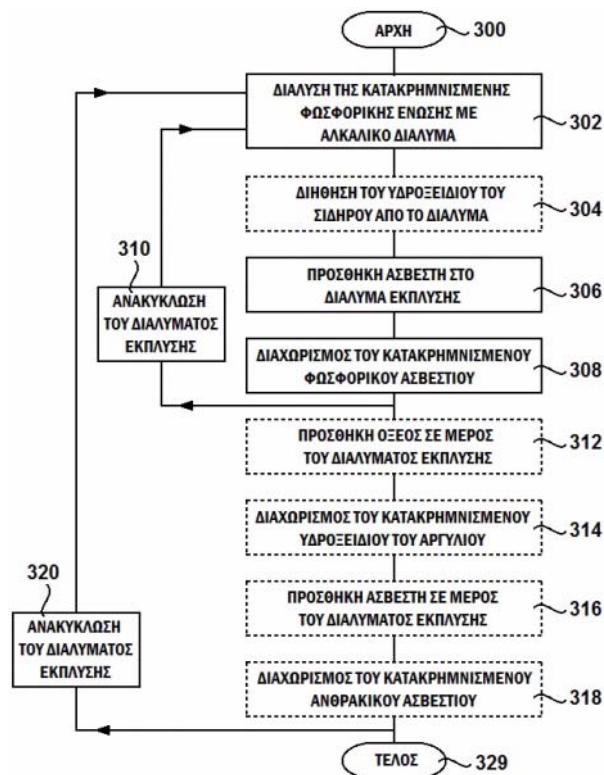 ΑΡΧΗ
300
ΔΙΑΛΥΣΗ ΤΗΣ ΚΑΤΑΚΡΗΜΝΙΣΜΕΝΗΣ
ΦΩΣΦΟΡΙΚΗΣ ΕΝΩΣΗΣ ΜΕ
ΑΛΚΑΛΙΚΟ ΔΙΑΛΥΜΑ
302
ΔΙΗΘΗΣΗ ΤΟΥ ΥΔΡΟΞΕΙΔΙΟΥ ΤΟΥ
ΣΙΔΗΡΟΥ ΑΠΟ ΤΟ ΔΙΑΛΥΜΑ
304
310
ΑΝΑΚΥΚΛΩΣΗ
ΤΟΥ ΔΙΑΛΥΜΑΤΟΣ
ΕΚΠΛΥΣΗΣ
ΠΡΟΣΘΗΚΗ ΑΣΒΕΣΤΗ ΣΤΟ
ΔΙΑΛΥΜΑ ΕΚΠΛΥΣΗΣ
306
ΔΙΑΧΩΡΙΣΜΟΣ ΤΟΥ ΚΑΤΑΚΡΗΜΝΙΣΜΕΝΟΥ
ΦΩΣΦΟΡΙΚΟΥ ΑΣΒΕΣΤΙΟΥ
308
ΠΡΟΣΘΗΚΗ ΟΞΕΟΣ ΣΕ ΜΕΡΟΣ
ΤΟΥ ΔΙΑΛΥΜΑΤΟΣ ΕΚΠΛΥΣΗΣ
312
ΔΙΑΧΩΡΙΣΜΟΣ ΤΟΥ ΚΑΤΑΚΡΗΜΝΙΣΜΕΝΟΥ
ΥΔΡΟΞΕΙΔΙΟΥ ΤΟΥ ΑΡΓΥΛΙΟΥ
314
320
ΑΝΑΚΥΚΛΩΣΗ
ΤΟΥ ΔΙΑΛΥΜΑΤΟΣ
ΕΚΠΛΥΣΗΣ
ΠΡΟΣΘΗΚΗ ΑΣΒΕΣΤΗ ΣΕ ΜΕΡΟΣ
ΤΟΥ ΔΙΑΛΥΜΑΤΟΣ ΕΚΠΛΥΣΗΣ
316
ΔΙΑΧΩΡΙΣΜΟΣ ΤΟΥ ΚΑΤΑΚΡΗΜΝΙΣΜΕΝΟΥ
ΑΝΘΡΑΚΙΚΟΥ ΑΣΒΕΣΤΙΟΥ
318
ΤΕΛΟΣ
329